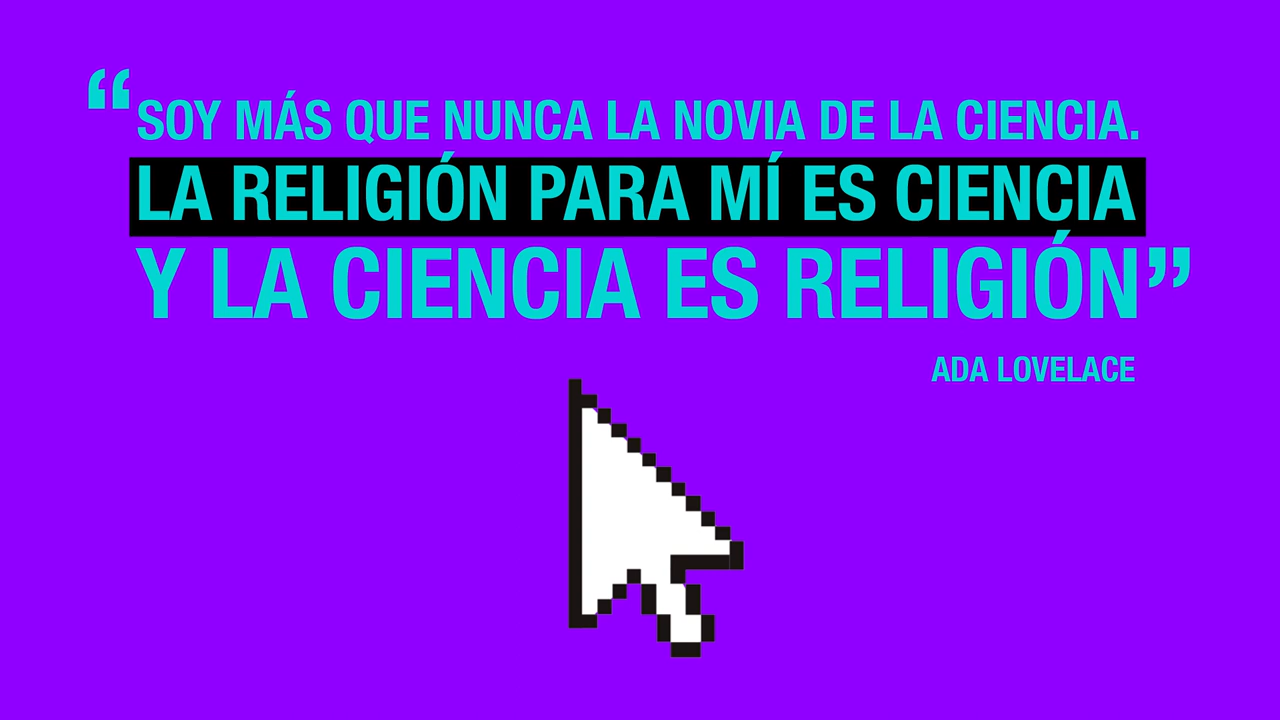 “SOY MÁS QUE NUNCA LA NOVIA DE LA CIENCIA.
LA RELIGIÓN PARA MÍ ES CIENCIA
Y LA CIENCIA ES RELIGIÓN”
ADA LOVELACE